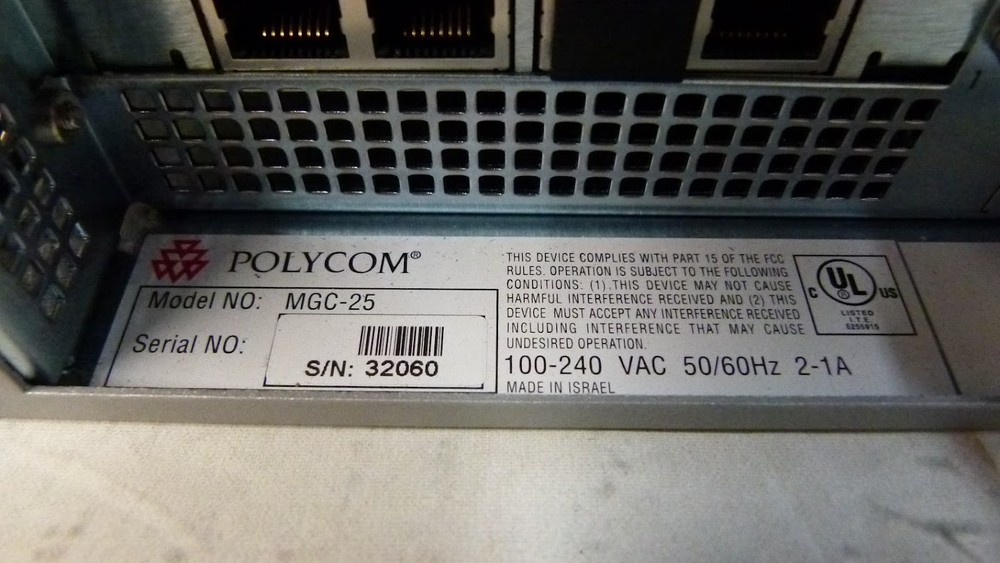 POLYCOM®
Model NO: MGC-25
Serial NO:
S/N: 32060
THIS DEVICE COMPLIES WITH PART 15 OF THE FCC
RULES. OPERATION IS SUBJECT TO THE FOLLOWING
CONDITIONS: (1).THIS DEVICE MAY NOT CAUSE
HARMFUL INTERFERENCE RECEIVED AND (2) THIS
DEVICE MUST ACCEPT ANY INTERFERENCE RECEIVED
INCLUDING INTERFERENCE THAT MAY CAUSE
UNDESIRED OPERATION.
100-240 VAC 50/60Hz 2-1A
MADE IN ISRAEL
C UL® US
LISTED
I.T.E.
E255915
1